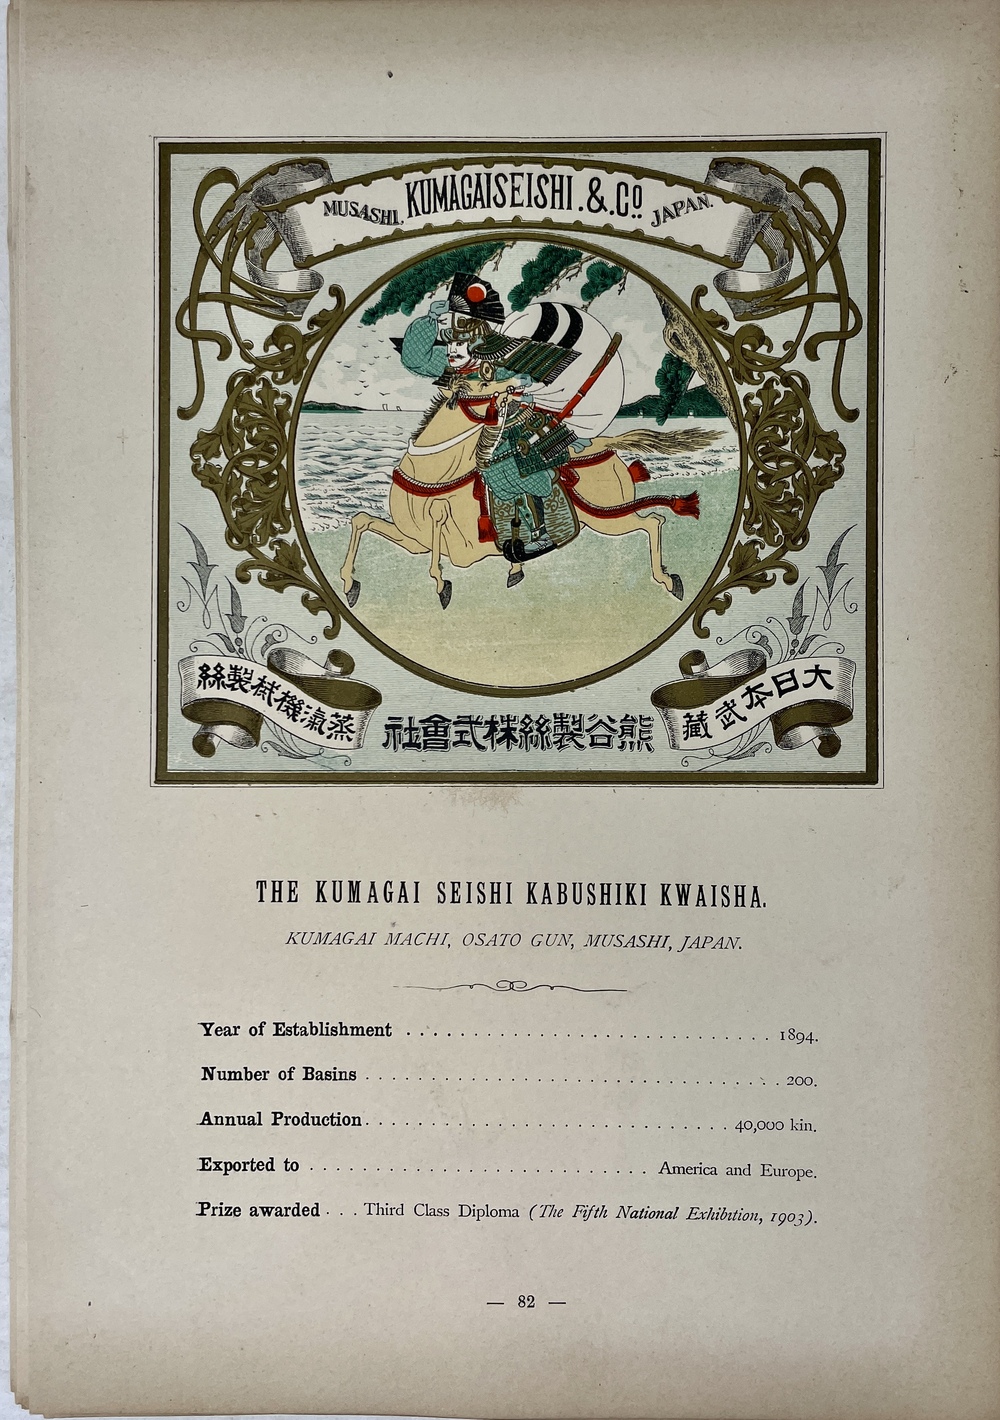 MUSASHI. KUMAGAISEISHI.&.Co JAPAN.
大日本武藏
熊谷製絲株式會社
蒸滊機械製絲
THE KUMAGAI SEISHI KABUSHIKI KWAISHA.
KUMAGAI MACHI, OSATO GUN, MUSASHI, JAPAN.
Year of Establishment . . . . . . . . . . . . . . . . . . . . . . . . . . . . 1894.
Number of Basins . . . . . . . . . . . . . . . . . . . . . . . . . . . . . . . . 200.
Annual Production . . . . . . . . . . . . . . . . . . . . . . . . . . . . 40,000 kin.
Exported to . . . . . . . . . . . . . . . . . . . . . . . . . . America and Europe.
Prize awarded . . . Third Class Diploma (The Fifth National Exhibition, 1903).
— 82 —